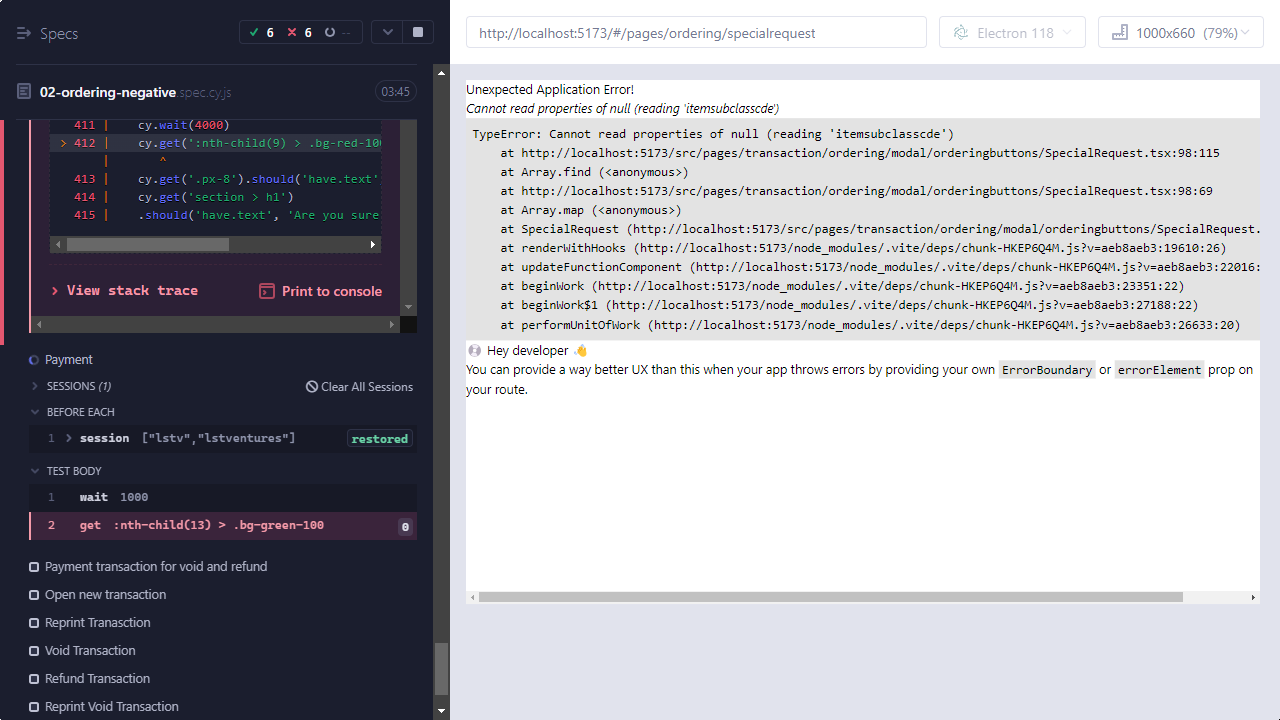 Specs
6
6
--
02-ordering-negative.spec.cy.js
03:45
411 | cy.wait(4000)
> 412 | cy.get(':nth-child(9) > .bg-red-100
| ^
413 | cy.get('.px-8').should('have.text',
414 | cy.get('section > h1')
415 | .should('have.text', 'Are you sure
> View stack trace
Print to console
Payment
SESSIONS (1)
Clear All Sessions
BEFORE EACH
1 > session ["lstv","lstventures"] restored
TEST BODY
1 wait 1000
2 get :nth-child(13) > .bg-green-100 0
Payment transaction for void and refund
Open new transaction
Reprint Tranasction
Void Transaction
Refund Transaction
Reprint Void Transaction
http://localhost:5173/#/pages/ordering/specialrequest
Electron 118
1000x660 (79%)
Unexpected Application Error!
Cannot read properties of null (reading 'itemsubclasscde')
TypeError: Cannot read properties of null (reading 'itemsubclasscde')
at http://localhost:5173/src/pages/transaction/ordering/modal/orderingbuttons/SpecialRequest.tsx:98:115
at Array.find (<anonymous>)
at http://localhost:5173/src/pages/transaction/ordering/modal/orderingbuttons/SpecialRequest.tsx:98:69
at Array.map (<anonymous>)
at SpecialRequest (http://localhost:5173/src/pages/transaction/ordering/modal/orderingbuttons/SpecialRequest.
at renderWithHooks (http://localhost:5173/node_modules/.vite/deps/chunk-HKEP6Q4M.js?v=aeb8aeb3:19610:26)
at updateFunctionComponent (http://localhost:5173/node_modules/.vite/deps/chunk-HKEP6Q4M.js?v=aeb8aeb3:22016:
at beginWork (http://localhost:5173/node_modules/.vite/deps/chunk-HKEP6Q4M.js?v=aeb8aeb3:23351:22)
at beginWork$1 (http://localhost:5173/node_modules/.vite/deps/chunk-HKEP6Q4M.js?v=aeb8aeb3:27188:22)
at performUnitOfWork (http://localhost:5173/node_modules/.vite/deps/chunk-HKEP6Q4M.js?v=aeb8aeb3:26633:20)
Hey developer 👋
You can provide a way better UX than this when your app throws errors by providing your own ErrorBoundary or errorElement prop on
your route.